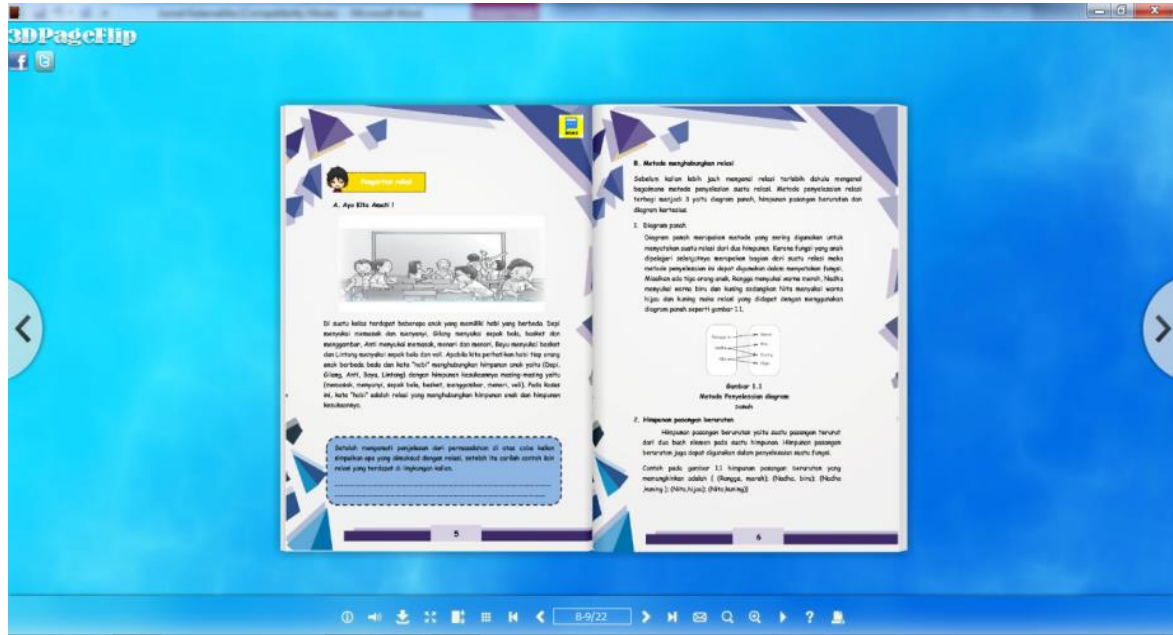 3DPageFlip
Pengertian relasi
A. Ayo Kita Amati !
Di suatu kelas terdapat beberapa anak yang memiliki hobi yang berbeda. Depi
menyukai memasak dan menyanyi, Gilang menyukai sepak bola, basket dan
menggambar, Anti menyukai memasak, menari dan menari, Bayu menyukai basket
dan Lintang menyukai sepak bola dan voli. Apabila kita perhatikan hobi tiap orang
anak berbeda beda dan kata "hobi" menghubungkan himpunan anak yaitu (Depi,
Gilang, Anti, Bayu, Lintang) dengan himpunan kesukaannya masing-masing yaitu
(memasak, menyanyi, sepak bola, basket, menggambar, menari, voli). Pada kasus
ini, kata "hobi" adalah relasi yang menghubungkan himpunan anak dan himpunan
kesukaannya.
Setelah mengamati penjelasan dari permasalahan di atas coba kalian
simpulkan apa yang dimaksud dengan relasi, setelah itu carilah contoh lain
relasi yang terdapat di lingkungan kalian.
5
B. Metode menghubungkan relasi
Sebelum kalian lebih jauh mengenal relasi terlebih dahulu mengenal
bagaimana metode penyelesian suatu relasi. Metode penyelesaian relasi
terbagi menjadi 3 yaitu diagram panah, himpunan pasangan berurutan dan
diagram kartesius.
1. Diagram panah
Diagram panah merupakan metode yang sering digunakan untuk
menyatakan suatu relasi dari dua himpunan. Karena fungsi yang anak
dipelajari selanjutnya merupakan bagian dari suatu relasi maka
metode penyelesaian ini dapat digunakan dalam menyatakan fungsi.
Misalkan ada tiga orang anak, Rangga menyukai warna merah, Nadha
menyukai warna biru dan kuning sedangkan Nita menyukai warna
hijau dan kuning maka relasi yang didapat dengan menggunakan
diagram panah seperti gambar 1.1.
Gambar 1.1
Metode Penyelesaian diagram
panah
2. Himpunan pasangan berurutan
Himpunan pasangan berurutan yaitu suatu pasangan terurut
dari dua buah elemen pada suatu himpunan. Himpunan pasangan
berurutan juga dapat digunakan dalam penyelesaian suatu fungsi.
Contoh pada gambar 1.1 himpunan pasangan berurutan yang
memungkinkan adalah { (Rangga, merah); (Nadha, biru); (Nadha
,kuning ); (Nita,hijau); (Nita,kuning)}
6
8-9/22